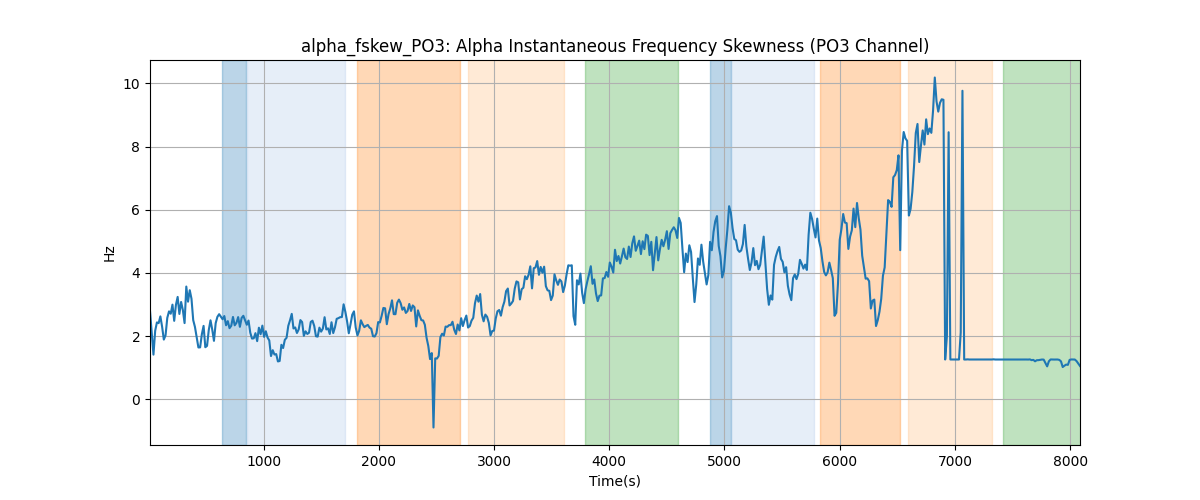 alpha_fskew_PO3: Alpha Instantaneous Frequency Skewness (PO3 Channel)
10
8
6
4
2
0
Hz
1000 2000 3000 4000 5000 6000 7000 8000
Time(s)